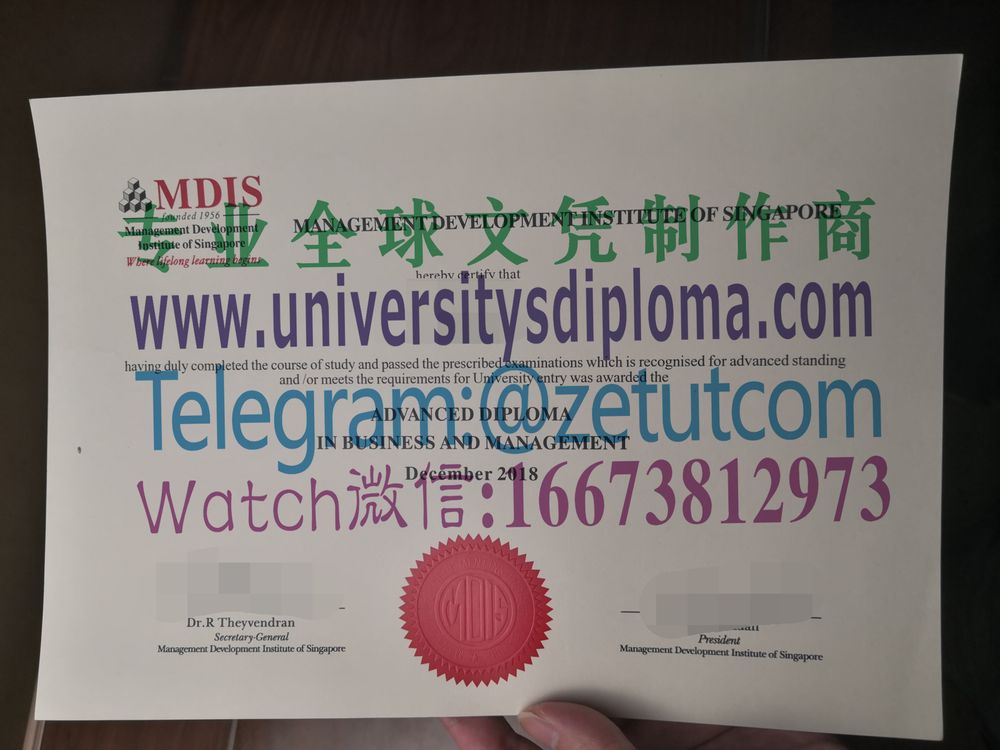 MDIS
founded 1956
Management Development
Institute of Singapore
Where lifelong learning begins
MANAGEMENT DEVELOPMENT INSTITUTE OF SINGAPORE
专业全球文凭制作商
hereby certify that
www.universitysdiploma.com
having duly completed the course of study and passed the prescribed examinations which is recognised for advanced standing
and /or meets the requirements for University entry was awarded the
Telegram:@zetutcom
ADVANCED DIPLOMA
IN BUSINESS AND MANAGEMENT
December 2018
Watch微信:16673812973
MDIS
Dr.R Theyvendran
Secretary-General
Management Development Institute of Singapore
President
Management Development Institute of Singapore